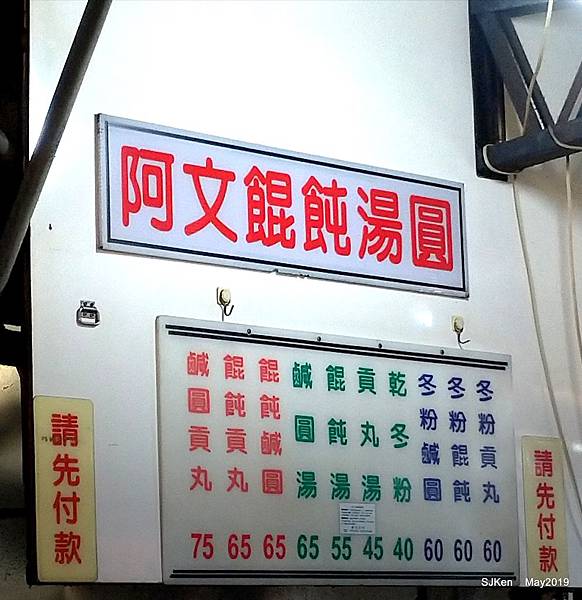 阿文餛飩湯圓
鹹圓貢丸 75
餛飩貢丸 65
餛飩鹹圓 65
鹹圓湯 65
餛飩湯 55
貢丸湯 45
乾冬粉 40
冬粉鹹圓 60
冬粉餛飩 60
冬粉貢丸 60
請先付款
請先付款
SJKen May2019